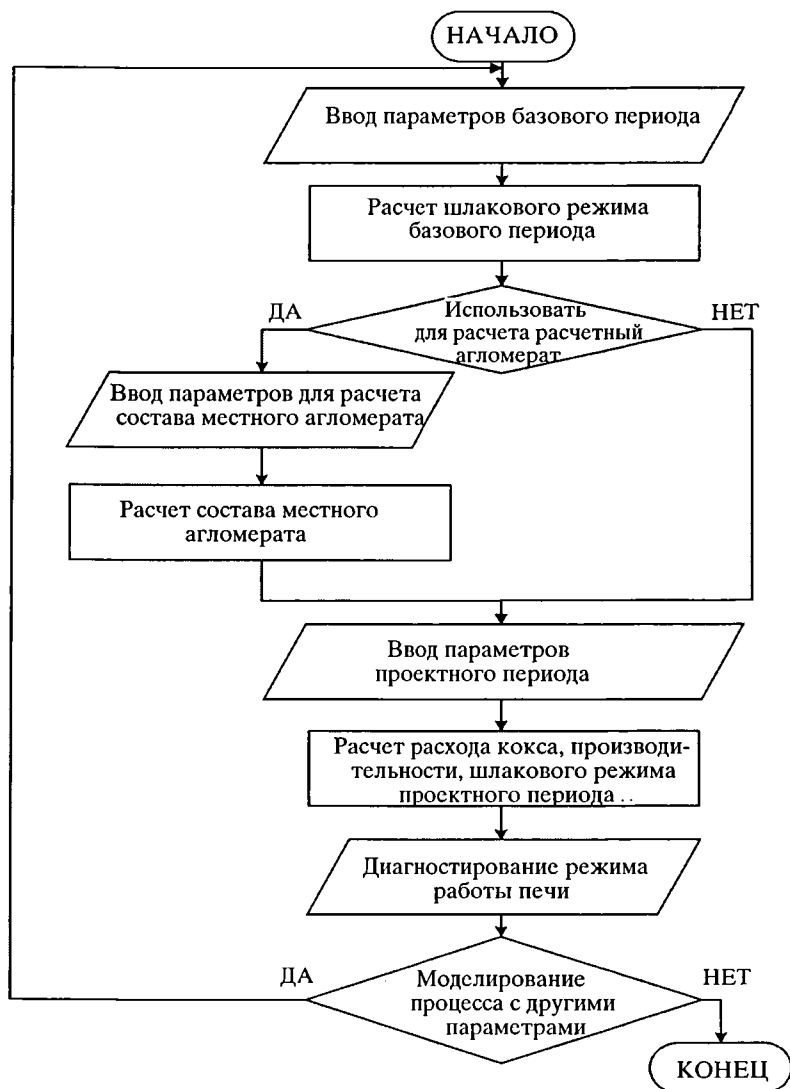 НАЧАЛО
Ввод параметров базового периода
Расчет шлакового режима
базового периода
ДА
Использовать
для расчета расчетный
агломерат
НЕТ
Ввод параметров для расчета
состава местного агломерата
Расчет состава местного
агломерата
Ввод параметров
проектного периода
Расчет расхода кокса, производи-
тельности, шлакового режима
проектного периода ..
Диагностирование режима
работы печи
ДА
Моделирование
процесса с другими
параметрами
НЕТ
КОНЕЦ